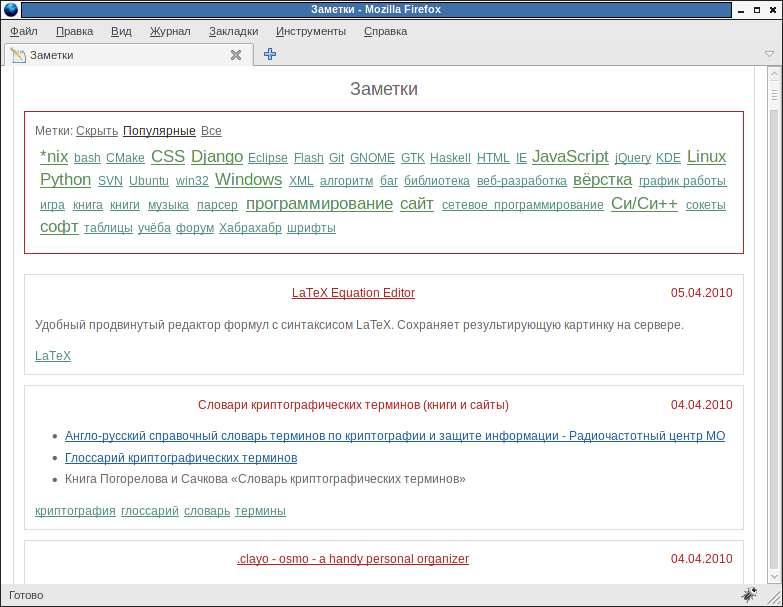 Заметки - Mozilla Firefox
Файл Правка Вид Журнал Закладки Инструменты Справка
Заметки
Заметки
Метки: Скрыть Популярные Все
*nix bash CMake CSS Django Eclipse Flash Git GNOME GTK Haskell HTML IE JavaScript jQuery KDE Linux
Python SVN Ubuntu win32 Windows XML алгоритм баг библиотека веб-разработка вёрстка график работы
игра книга книги музыка парсер программирование сайт сетевое программирование Си/Си++ сокеты
софт таблицы учёба форум Хабрахабр шрифты
LaTeX Equation Editor 05.04.2010
Удобный продвинутый редактор формул с синтаксисом LaTeX. Сохраняет результирующую картинку на сервере.
LaTeX
Словари криптографических терминов (книги и сайты) 04.04.2010
Англо-русский справочный словарь терминов по криптографии и защите информации - Радиочастотный центр МО
Глоссарий криптографических терминов
Книга Погорелова и Сачкова «Словарь криптографических терминов»
криптография глоссарий словарь термины
.clayo - osmo - a handy personal organizer 04.04.2010
Готово